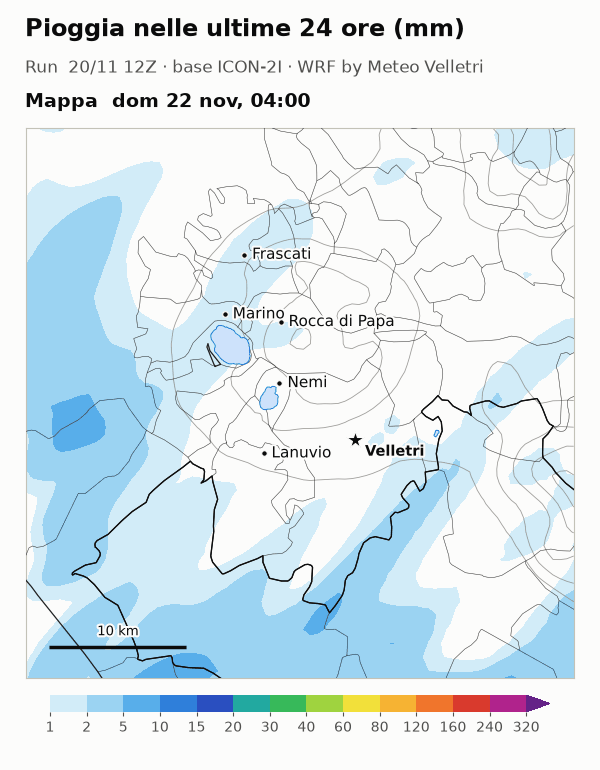 Pioggia nelle ultime 24 ore (mm)
Run  20/11 12Z · base ICON-2I · WRF by Meteo Velletri
Mappa  dom 22 nov, 04:00
Frascati
Marino
Rocca di Papa
Nemi
Lanuvio
Velletri
10 km
1 2 5 10 15 20 30 40 60 80 120 160 240 320